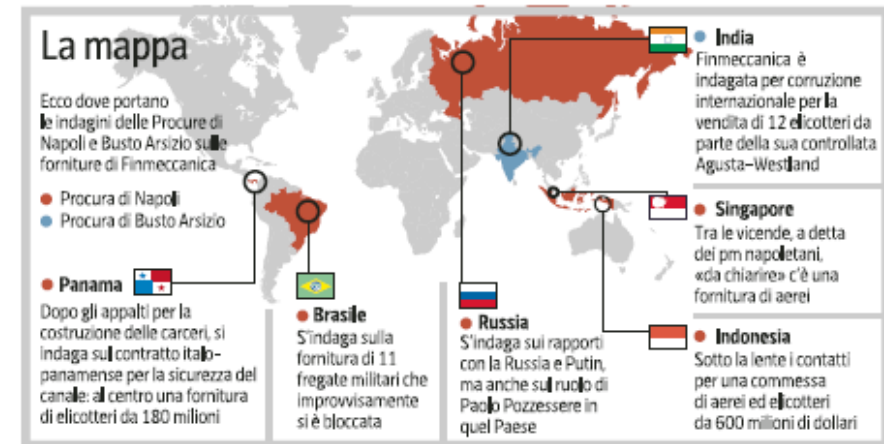 La mappa
Ecco dove portano
le indagini delle Procure di
Napoli e Busto Arsizio sulle
forniture di Finmeccanica
Procura di Napoli
Procura di Busto Arsizio
Panama
Dopo gli appalti per la
costruzione delle carceri, si
indaga sul contratto italo-
panamense per la sicurezza del
canale: al centro una fornitura
di elicotteri da 180 milioni
Brasile
S'indaga sulla
fornitura di 11
fregate militari che
improvvisamente
si è bloccata
Russia
S'indaga sui rapporti
con la Russia e Putin,
ma anche sul ruolo di
Paolo Pozzessere in
quel Paese
India
Finmeccanica è
indagata per corruzione
internazionale per la
vendita di 12 elicotteri da
parte della sua controllata
Agusta-Westland
Singapore
Tra le vicende, a detta
dei pm napoletani,
«da chiarire» c'è una
fornitura di aerei
Indonesia
Sotto la lente i contatti
per una commessa
di aerei ed elicotteri
da 600 milioni di dollari